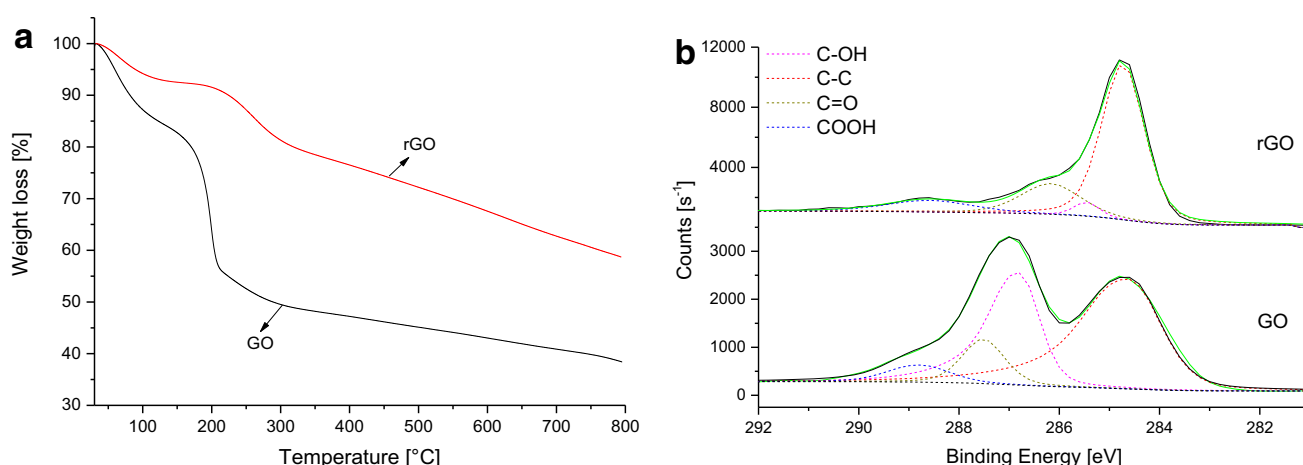 a
Weight loss [%]
100
90
80
70
60
50
40
30
rGO
GO
100 200 300 400 500 600 700 800
Temperature [°C]
b
Counts [s⁻¹]
12000
8000
4000
3000
2000
1000
0
C-OH
C-C
C=O
COOH
rGO
GO
292 290 288 286 284 282
Binding Energy [eV]